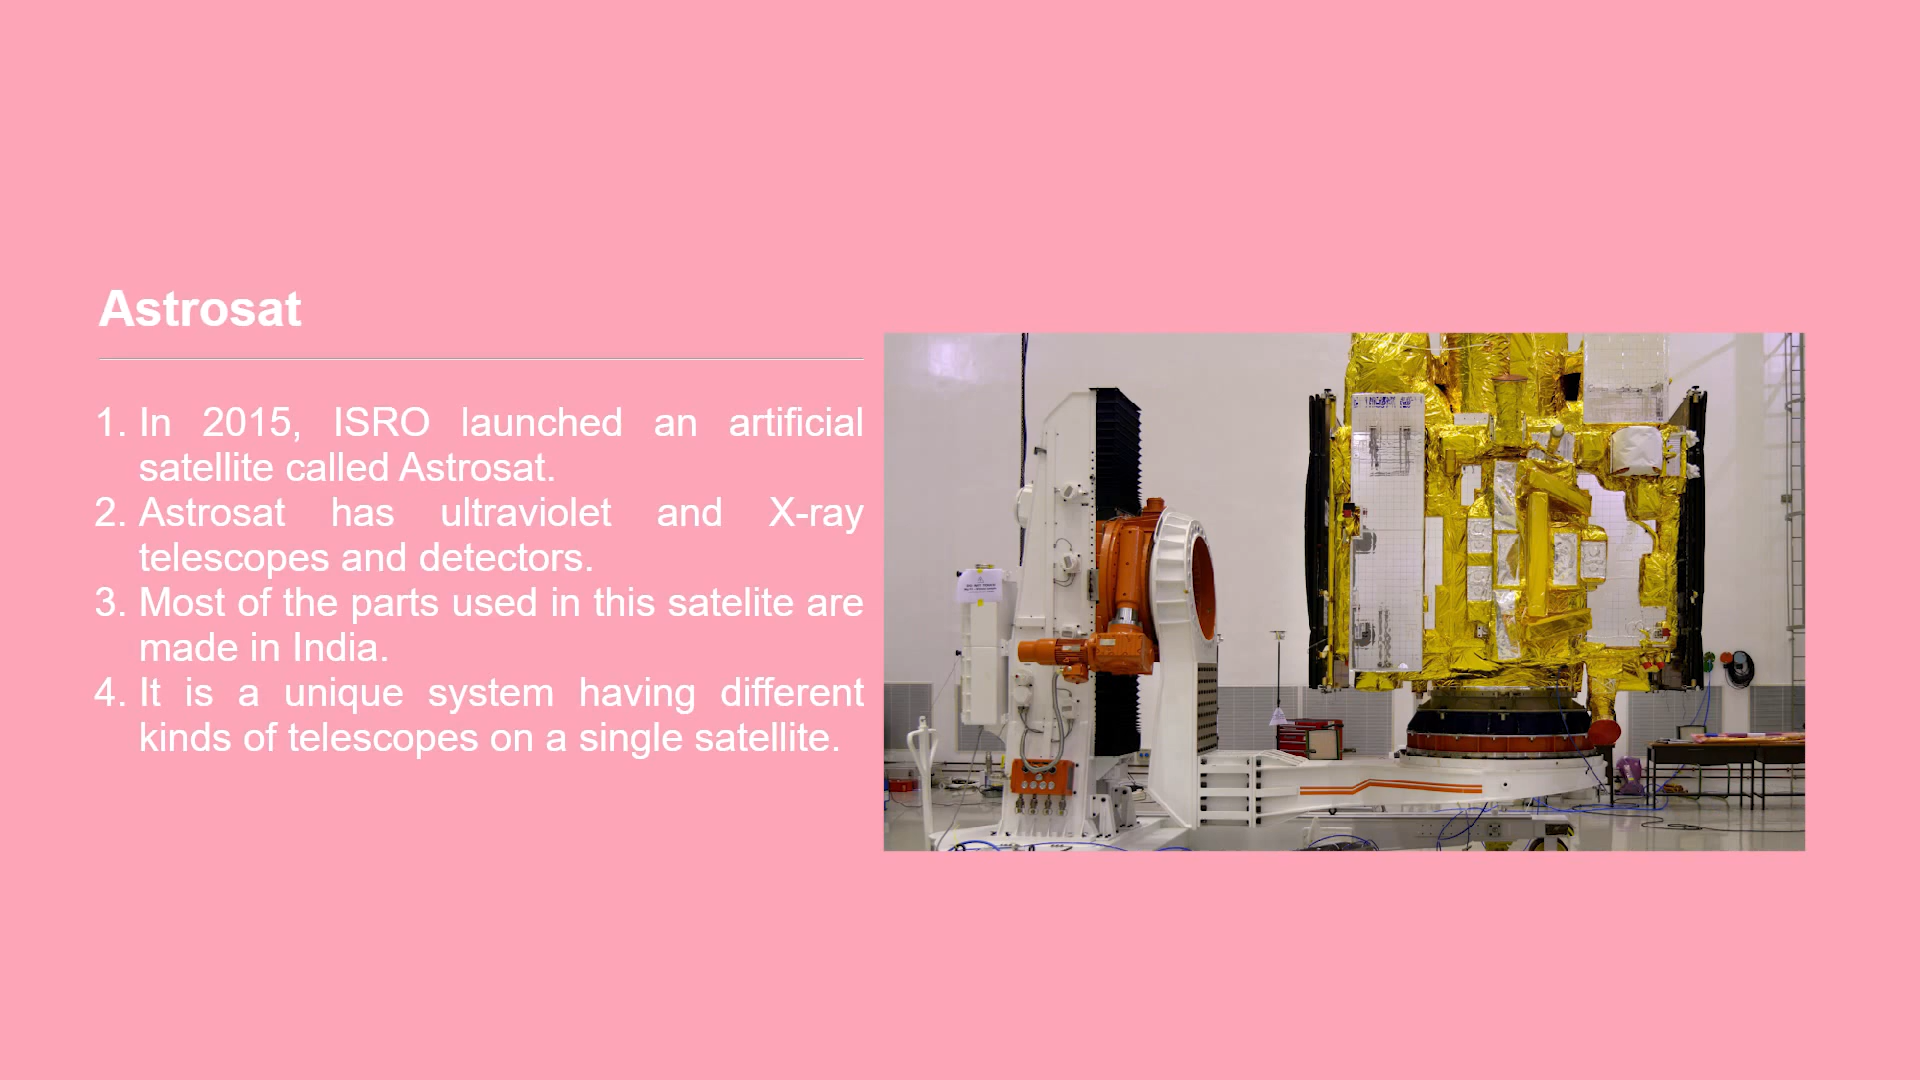 Astrosat
1. In 2015, ISRO launched an artificial
satellite called Astrosat.
2. Astrosat has ultraviolet and X-ray
telescopes and detectors.
3. Most of the parts used in this satelite are
made in India.
4. It is a unique system having different
kinds of telescopes on a single satellite.